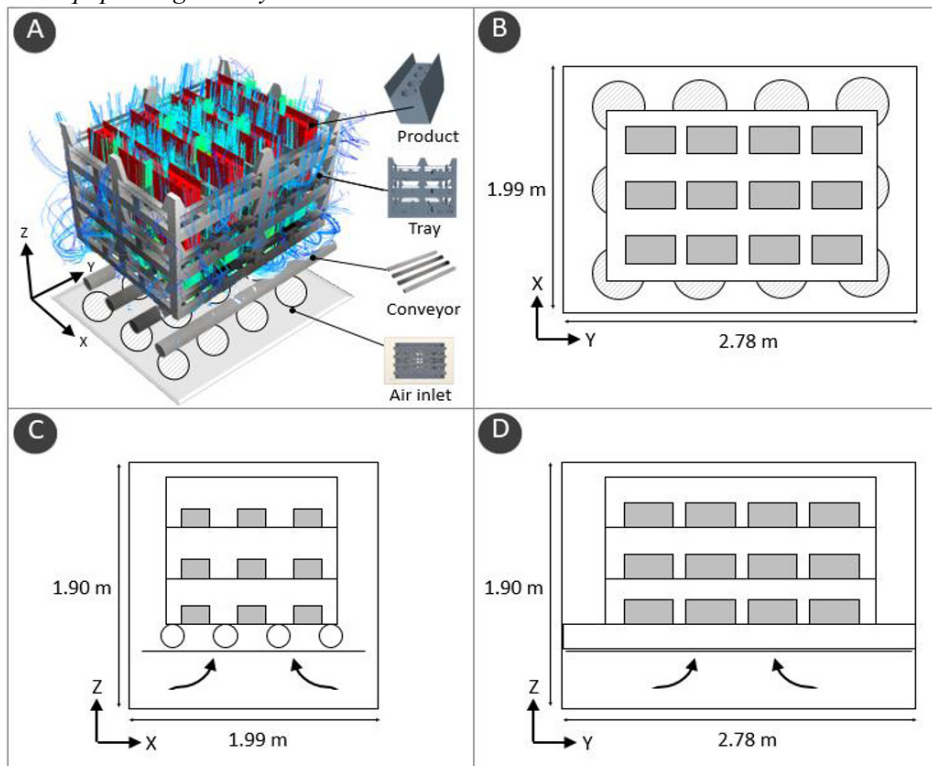 A
Product
Tray
Conveyor
Air inlet
Z
Y
X
B
1.99 m
X
Y
2.78 m
C
1.90 m
Z
X
1.99 m
D
1.90 m
Z
Y
2.78 m